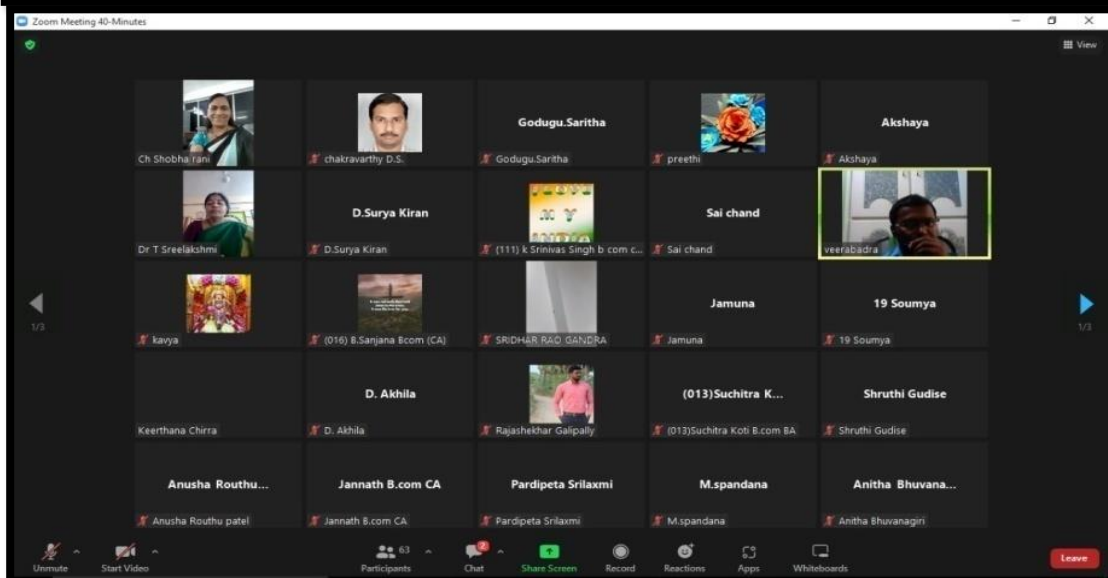 Zoom Meeting 40-Minutes
View
Ch Shobha rani
chakravarthy D.S.
Godugu.Saritha
Godugu.Saritha
preethi
Akshaya
Akshaya
Dr T Sreelakshmi
D.Surya Kiran
D.Surya Kiran
I LOVE
MY
INDIA
(111) k Srinivas Singh b com c...
Sai chand
Sai chand
veerabadra
1/3
kavya
(016) B.Sanjana Bcom (CA)
SRIDHAR RAO GANDRA
Jamuna
Jamuna
19 Soumya
19 Soumya
1/3
Keerthana Chirra
D. Akhila
D. Akhila
Rajashekhar Galipally
(013)Suchitra K...
(013)Suchitra Koti B.com BA
Shruthi Gudise
Shruthi Gudise
Anusha Routhu...
Anusha Routhu patel
Jannath B.com CA
Jannath B.com CA
Pardipeta Srilaxmi
Pardipeta Srilaxmi
M.spandana
M.spandana
Anitha Bhuvana...
Anitha Bhuvanagiri
Unmute
Start Video
63
Participants
2
Chat
Share Screen
Record
Reactions
Apps
Whiteboards
Leave